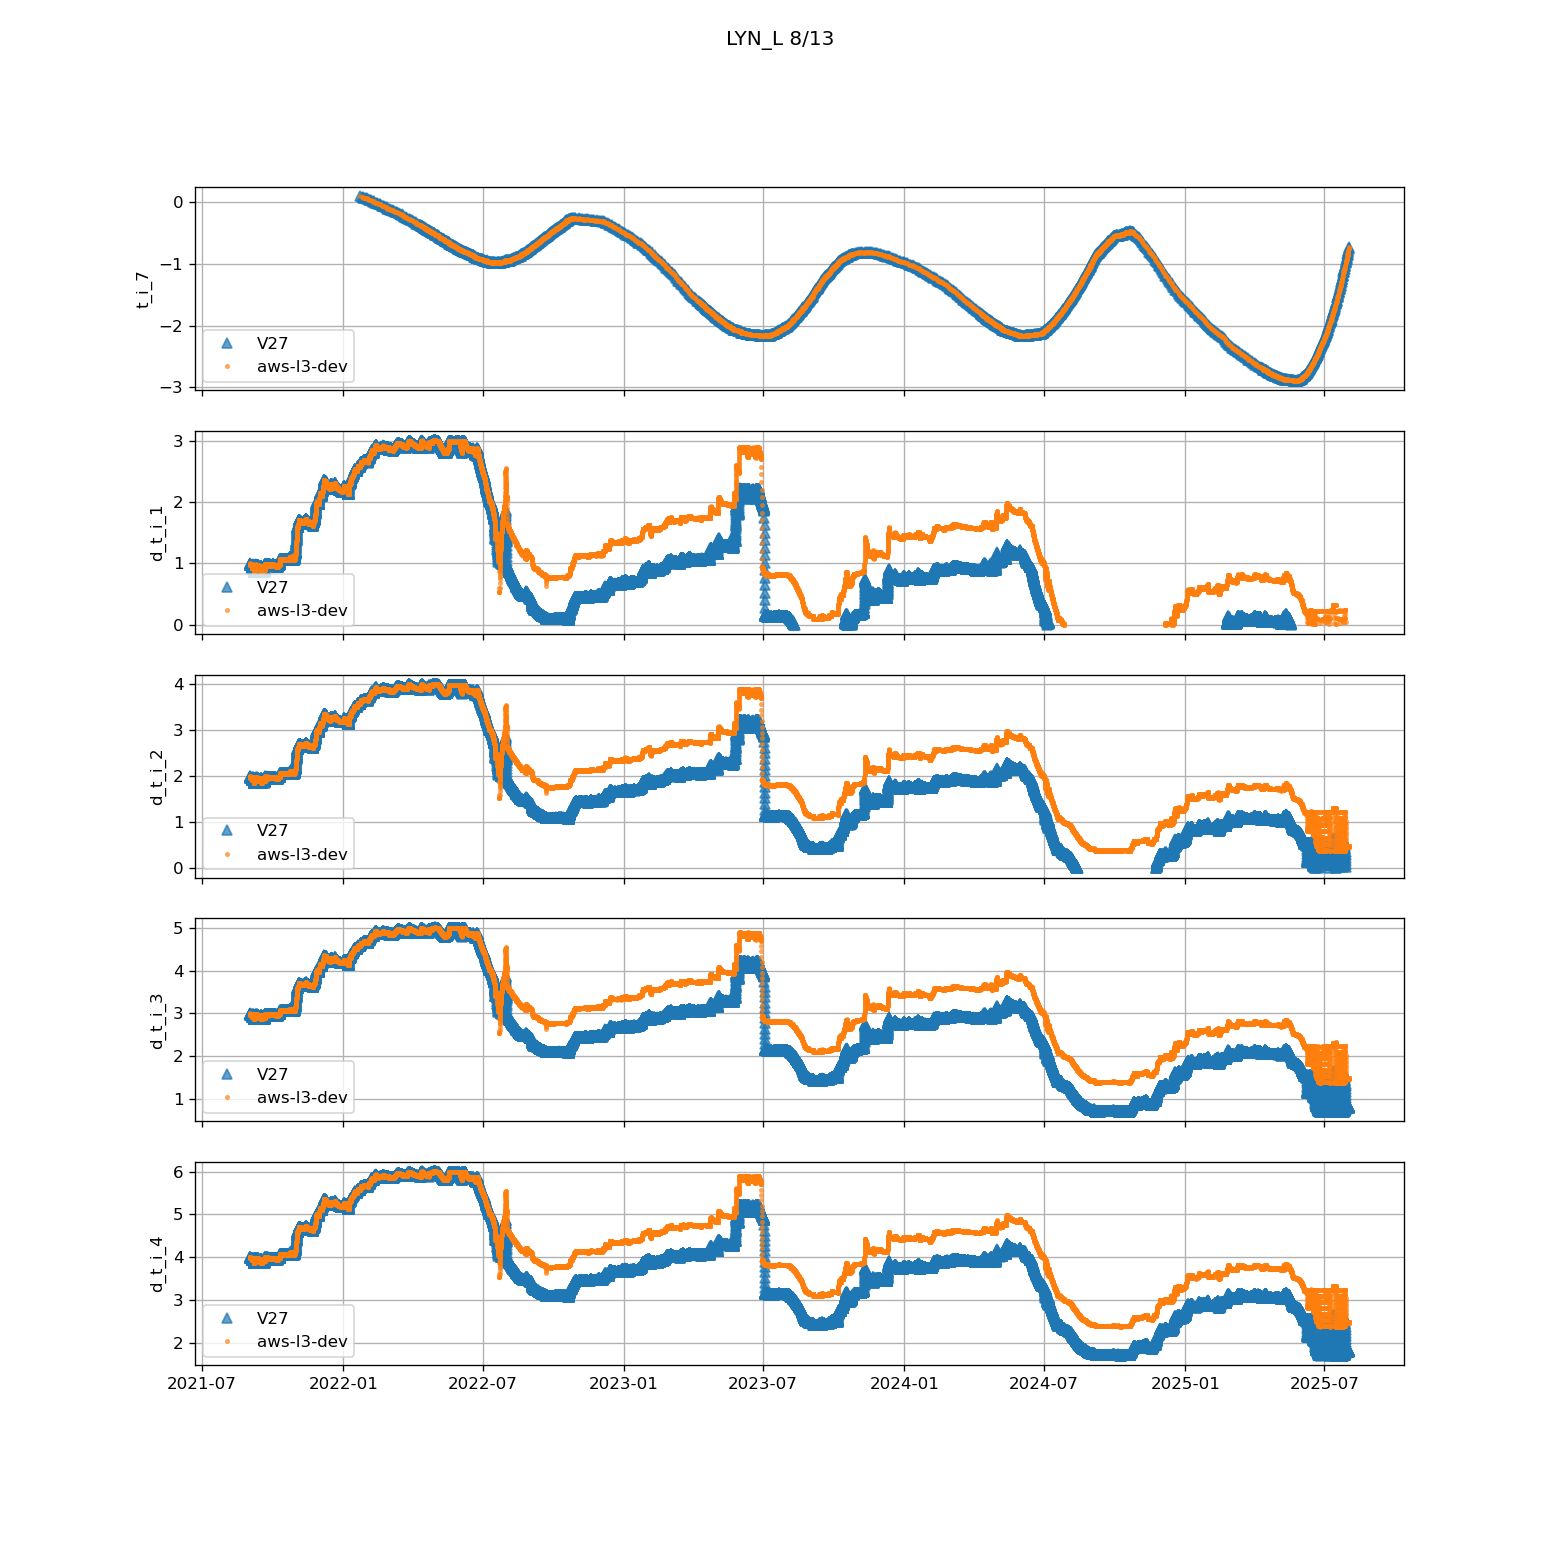 LYN_L 8/13
0
−1
−2
−3
t_i_7
V27
aws-l3-dev
3
2
1
0
d_t_i_1
V27
aws-l3-dev
4
3
2
1
0
d_t_i_2
V27
aws-l3-dev
5
4
3
2
1
d_t_i_3
V27
aws-l3-dev
6
5
4
3
2
d_t_i_4
V27
aws-l3-dev
2021-07 2022-01 2022-07 2023-01 2023-07 2024-01 2024-07 2025-01 2025-07